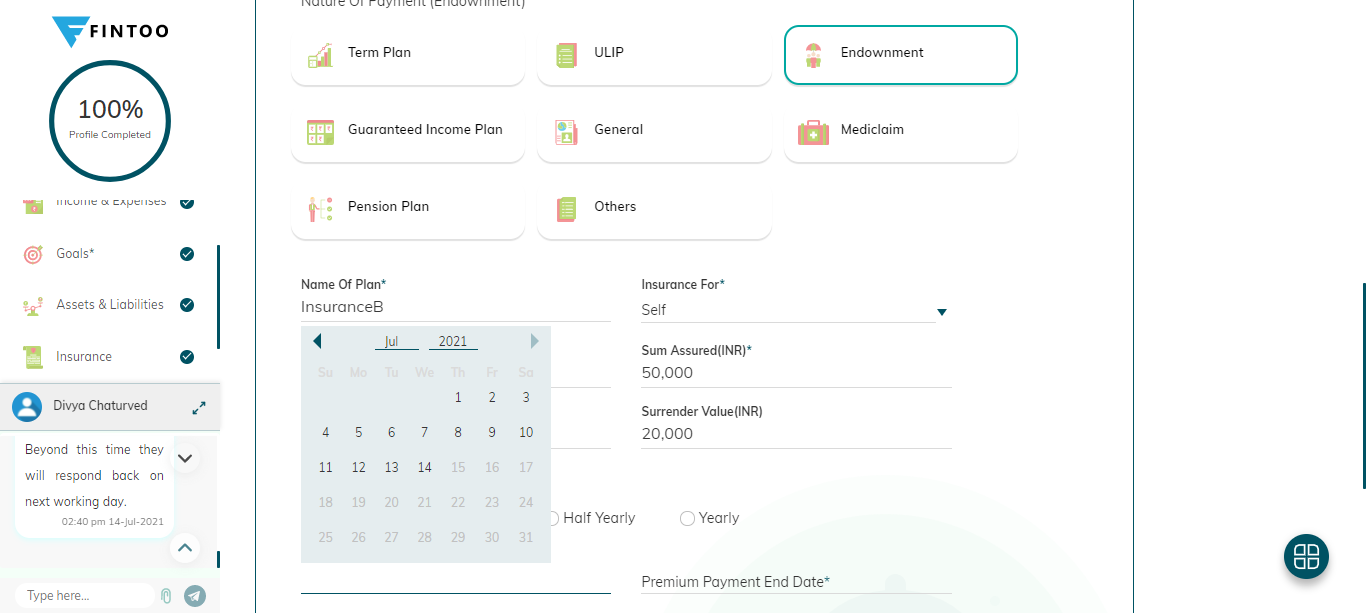 FINTOO
100%
Profile Completed
Income & Expenses
Goals*
Assets & Liabilities
Insurance
Divya Chaturved
Beyond this time they
will respond back on
next working day.
02:40 pm 14-Jul-2021
Type here...
Nature Of Payment (Endowment)
Term Plan
ULIP
Endownment
Guaranteed Income Plan
General
Mediclaim
Pension Plan
Others
Name Of Plan*
InsuranceB
Insurance For*
Self
Jul 2021
Su Mo Tu We Th Fr Sa
1 2 3
4 5 6 7 8 9 10
11 12 13 14 15 16 17
18 19 20 21 22 23 24
25 26 27 28 29 30 31
Sum Assured(INR)*
50,000
Surrender Value(INR)
20,000
Half Yearly
Yearly
Premium Payment End Date*